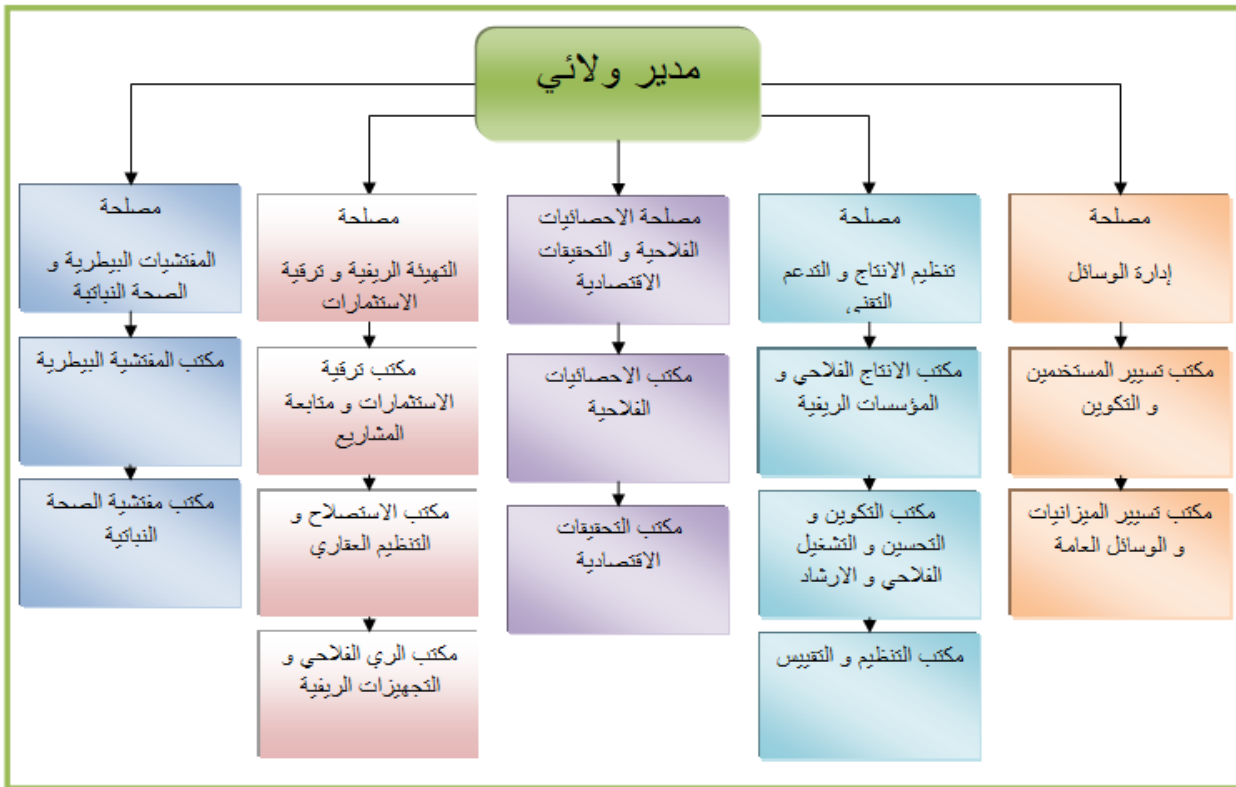 مدير ولائي
مصلحة
إدارة الوسائل
مكتب تسيير المستخدمين
و التكوين
مكتب تسيير الميزانيات
و الوسائل العامة
مصلحة
تنظيم الانتاج و التدعم
التقني
مكتب الانتاج الفلاحي و
المؤسسات الريفية
مكتب التكوين و
التحسين و التشغيل
الفلاحي و الارشاد
مكتب التنظيم و التقييس
مصلحة الاحصائيات
الفلاحية و التحقيقات
الاقتصادية
مكتب الاحصائيات
الفلاحية
مكتب التحقيقات
الاقتصادية
مصلحة
التهيئة الريفية و ترقية
الاستثمارات
مكتب ترقية
الاستثمارات و متابعة
المشاريع
مكتب الاستصلاح و
التنظيم العقاري
مكتب الري الفلاحي و
التجهيزات الريفية
مصلحة
المفتشيات البيطرية و
الصحة النباتية
مكتب المفتشية البيطرية
مكتب مفتشية الصحة
النباتية